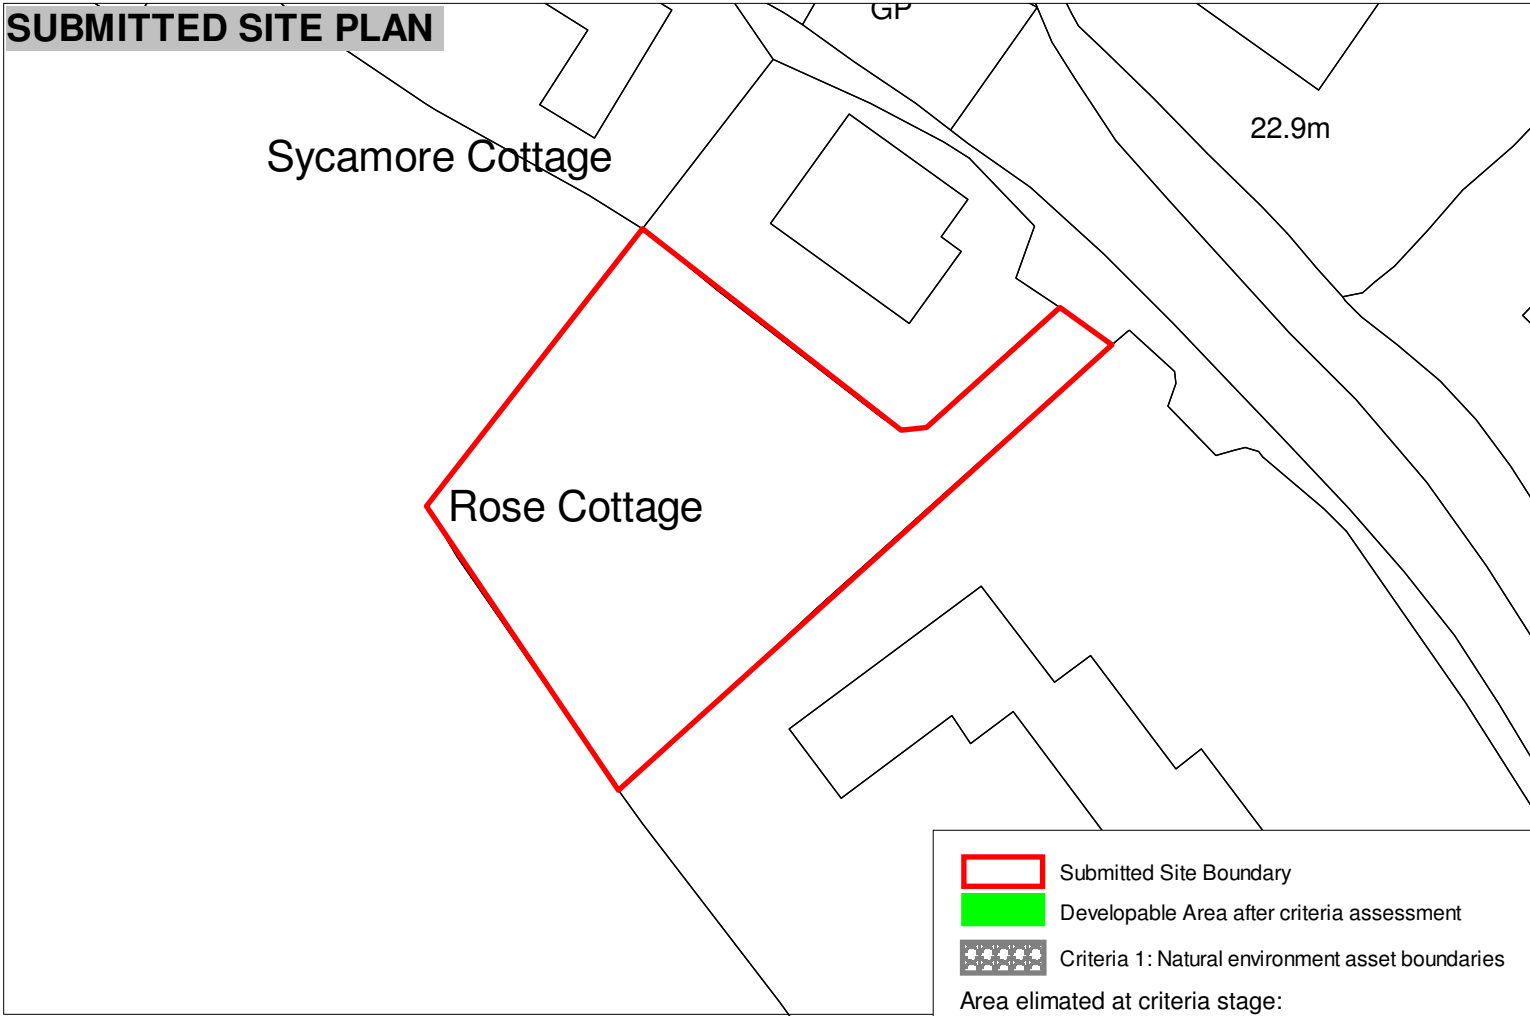 SUBMITTED SITE PLAN
GP
22.9m
Sycamore Cottage
Rose Cottage
Submitted Site Boundary
Developable Area after criteria assessment
Criteria 1: Natural environment asset boundaries
Area elimated at criteria stage: